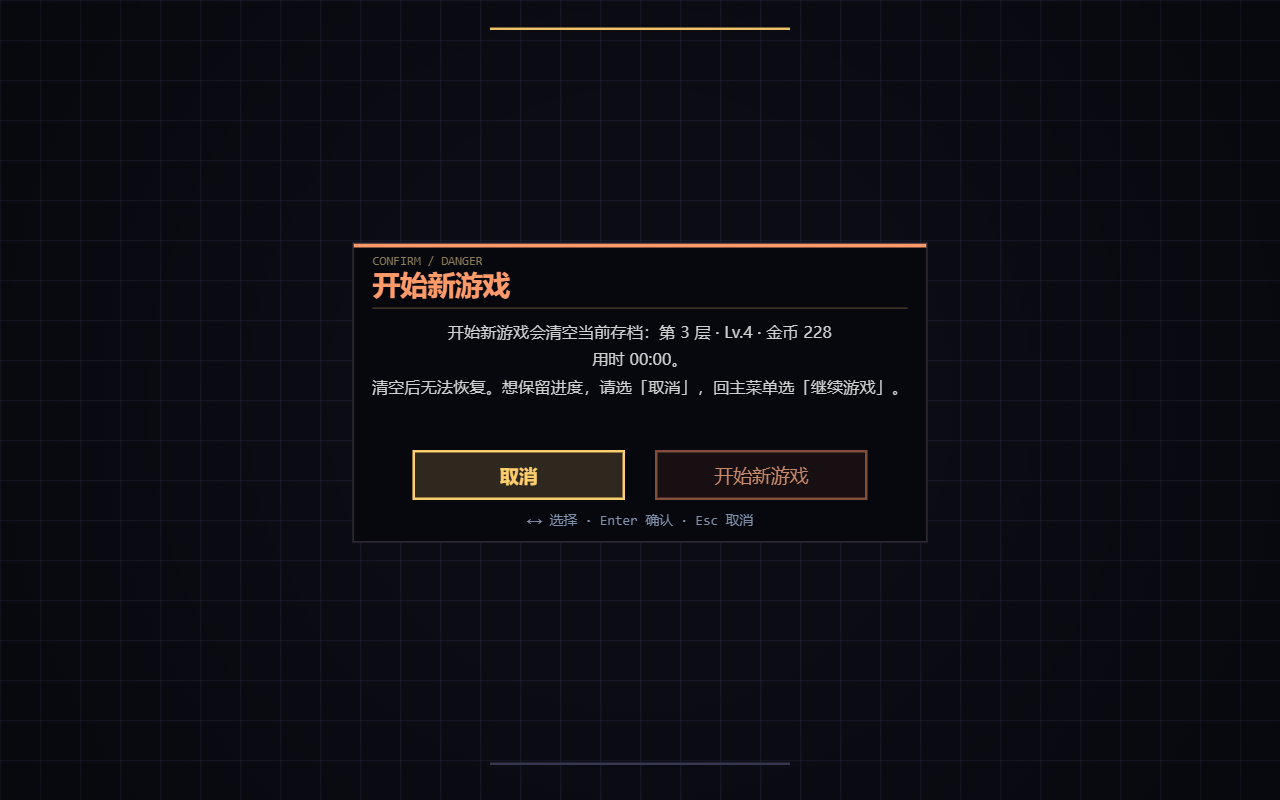 CONFIRM / DANGER
开始新游戏
开始新游戏会清空当前存档：第 3 层 · Lv.4 · 金币 228
用时 00:00。
清空后无法恢复。想保留进度，请选「取消」，回主菜单选「继续游戏」。
取消
开始新游戏
↔ 选择 · Enter 确认 · Esc 取消